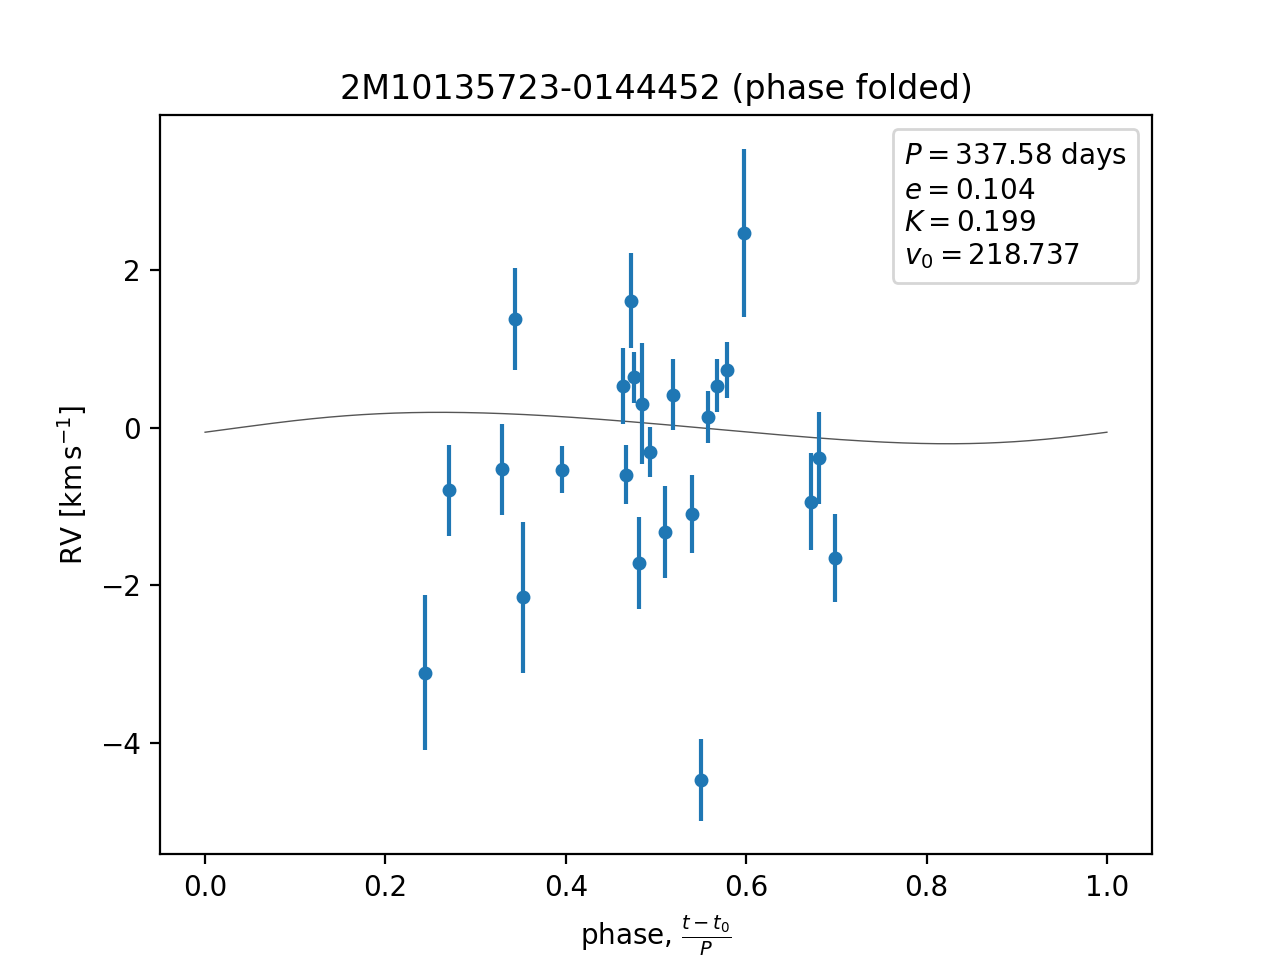 2M10135723-0144452 (phase folded)
P = 337.58 days
e = 0.104
K = 0.199
v₀ = 218.737
RV [km s⁻¹]
2
0
−2
−4
0.0 0.2 0.4 0.6 0.8 1.0
phase, (t − t₀)/P